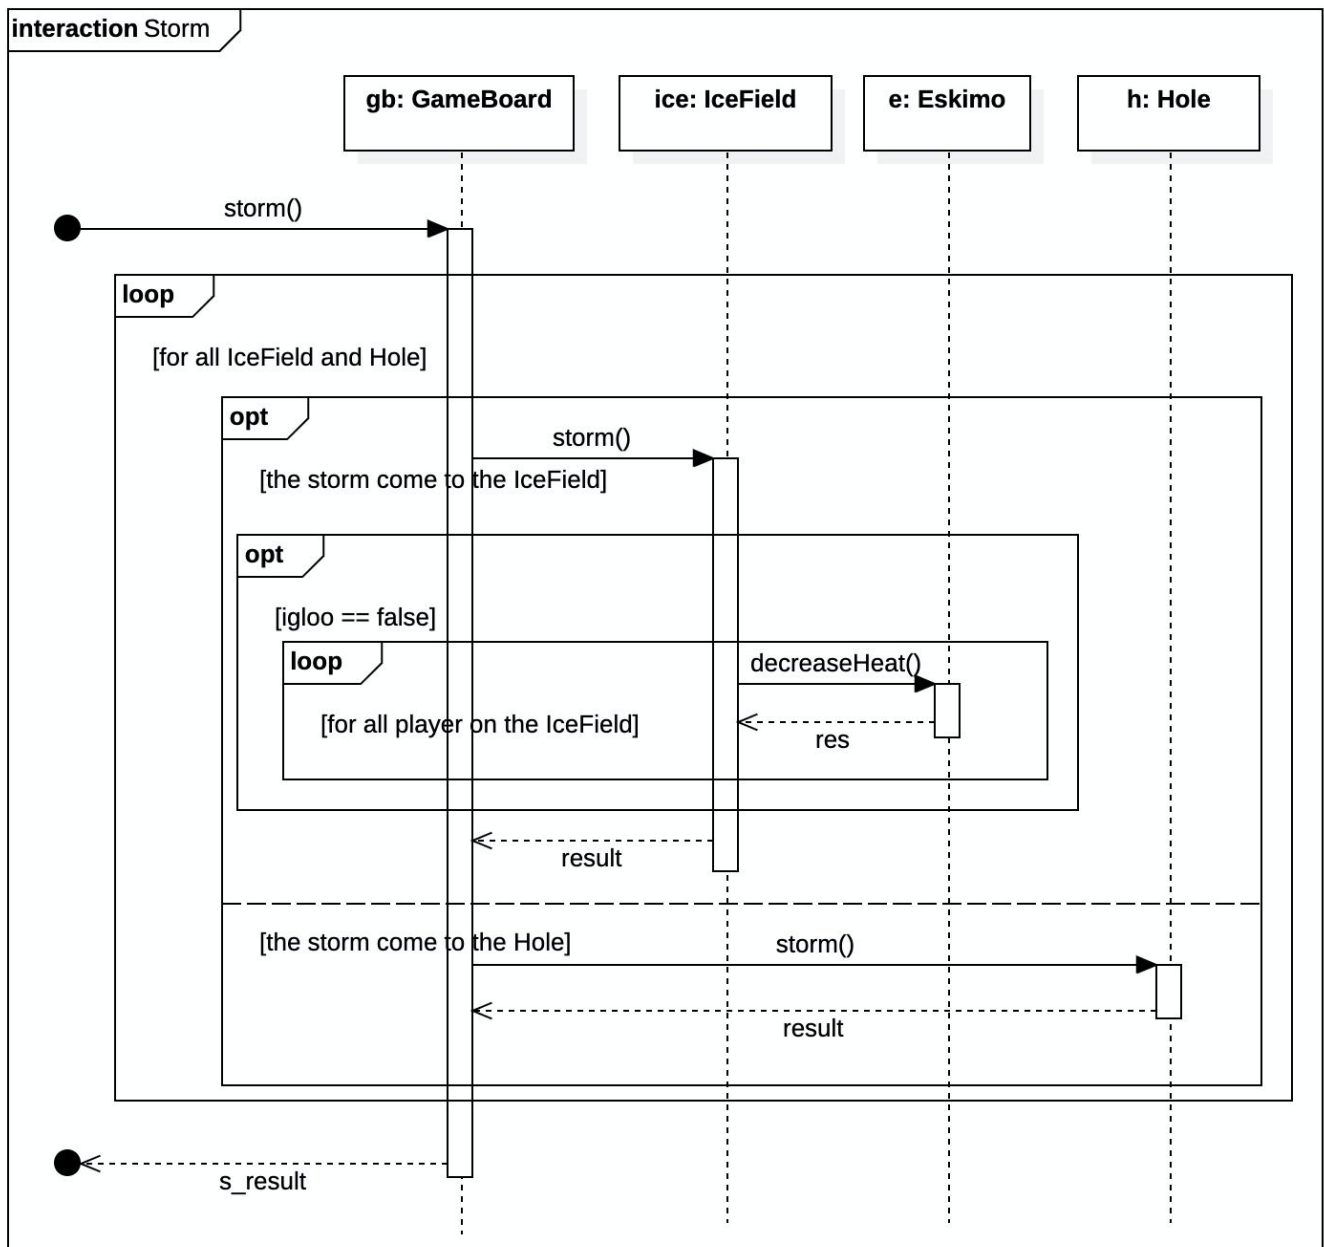 interaction Storm
gb: GameBoard
ice: IceField
e: Eskimo
h: Hole
storm()
loop
[for all IceField and Hole]
opt
storm()
[the storm come to the IceField]
opt
[igloo == false]
loop
decreaseHeat()
[for all player on the IceField]
res
result
[the storm come to the Hole]
storm()
result
s_result